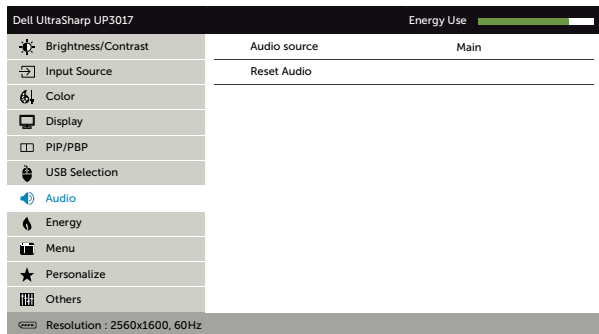 Dell UltraSharp UP3017 Energy Use
Brightness/Contrast Audio source Main
Input Source Reset Audio
Color
Display
PIP/PBP
USB Selection
Audio
Energy
Menu
Personalize
Others
Resolution : 2560x1600, 60Hz